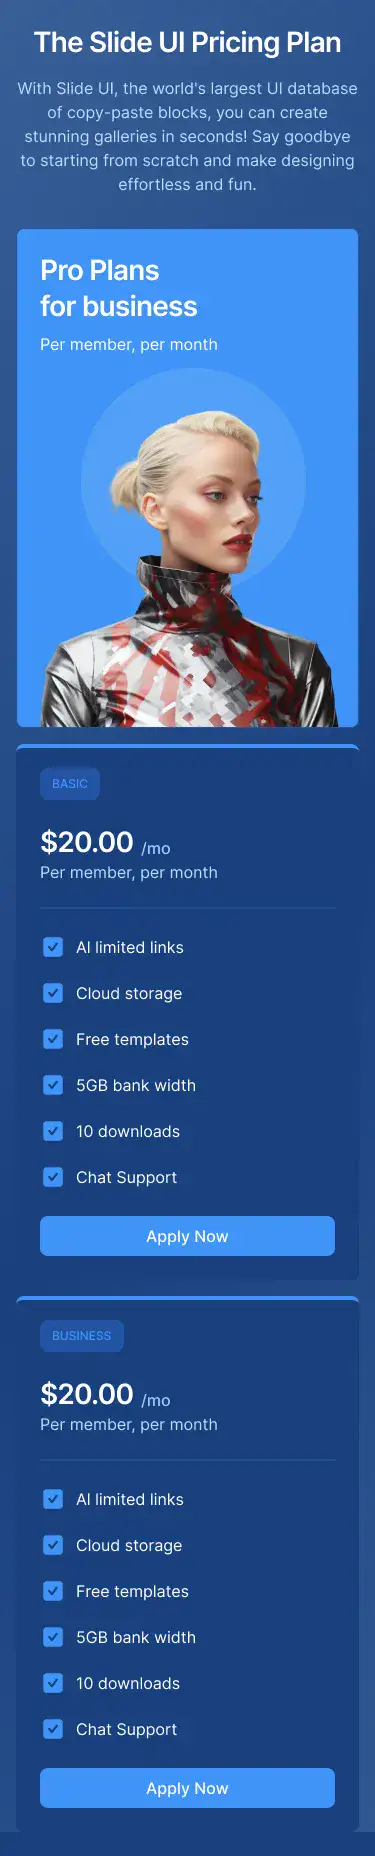 The Slide UI Pricing Plan
With Slide UI, the world's largest UI database
of copy-paste blocks, you can create
stunning galleries in seconds! Say goodbye
to starting from scratch and make designing
effortless and fun.
Pro Plans
for business
Per member, per month
BASIC
$20.00 /mo
Per member, per month
AI limited links
Cloud storage
Free templates
5GB bank width
10 downloads
Chat Support
Apply Now
BUSINESS
$20.00 /mo
Per member, per month
AI limited links
Cloud storage
Free templates
5GB bank width
10 downloads
Chat Support
Apply Now